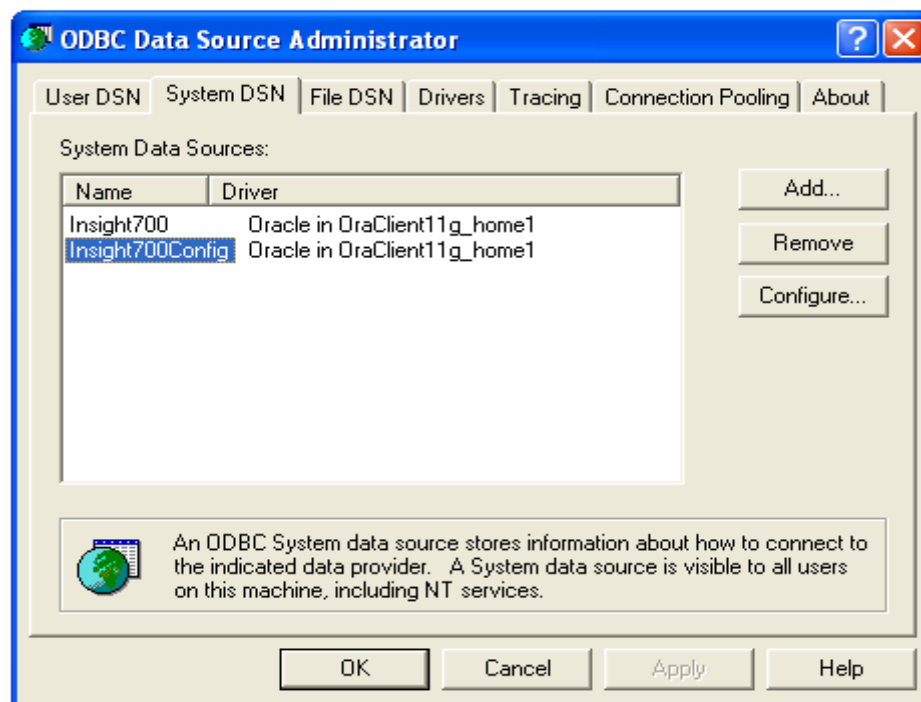 ODBC Data Source Administrator
User DSN System DSN File DSN Drivers Tracing Connection Pooling About
System Data Sources:
Name Driver
Insight700 Oracle in OraClient11g_home1
Insight700Config Oracle in OraClient11g_home1
Add...
Remove
Configure...
An ODBC System data source stores information about how to connect to
the indicated data provider. A System data source is visible to all users
on this machine, including NT services.
OK Cancel Apply Help